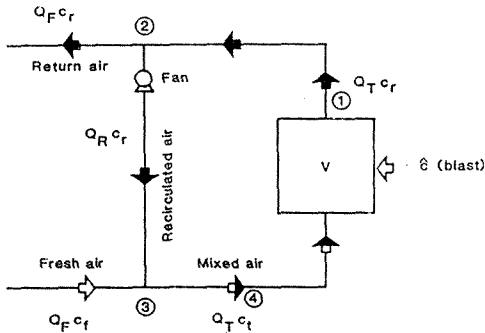 Q_F c_r
②
Return air
Fan
Q_T c_r
①
Q_R c_r
Recirculated air
V
ĉ (blast)
Fresh air
Mixed air
Q_F c_f
③
④
Q_T c_t